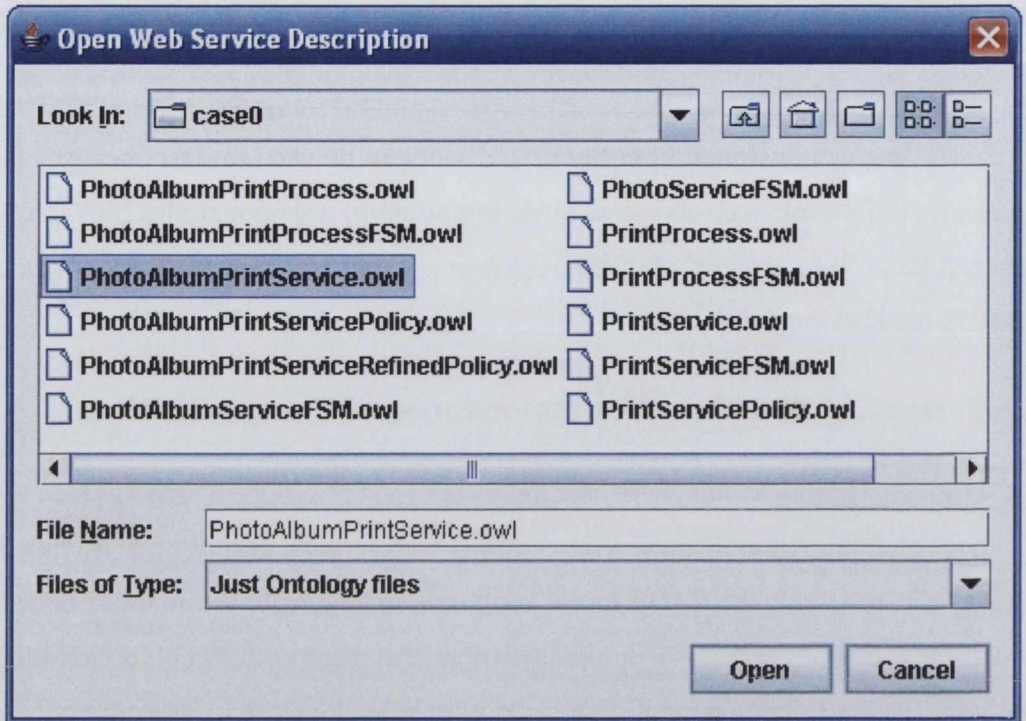 Open Web Service Description
Look In: case0
PhotoAlbumPrintProcess.owl
PhotoAlbumPrintProcessFSM.owl
PhotoAlbumPrintService.owl
PhotoAlbumPrintServicePolicy.owl
PhotoAlbumPrintServiceRefinedPolicy.owl
PhotoAlbumServiceFSM.owl
PhotoServiceFSM.owl
PrintProcess.owl
PrintProcessFSM.owl
PrintService.owl
PrintServiceFSM.owl
PrintServicePolicy.owl
File Name: PhotoAlbumPrintService.owl
Files of Type: Just Ontology files
Open Cancel